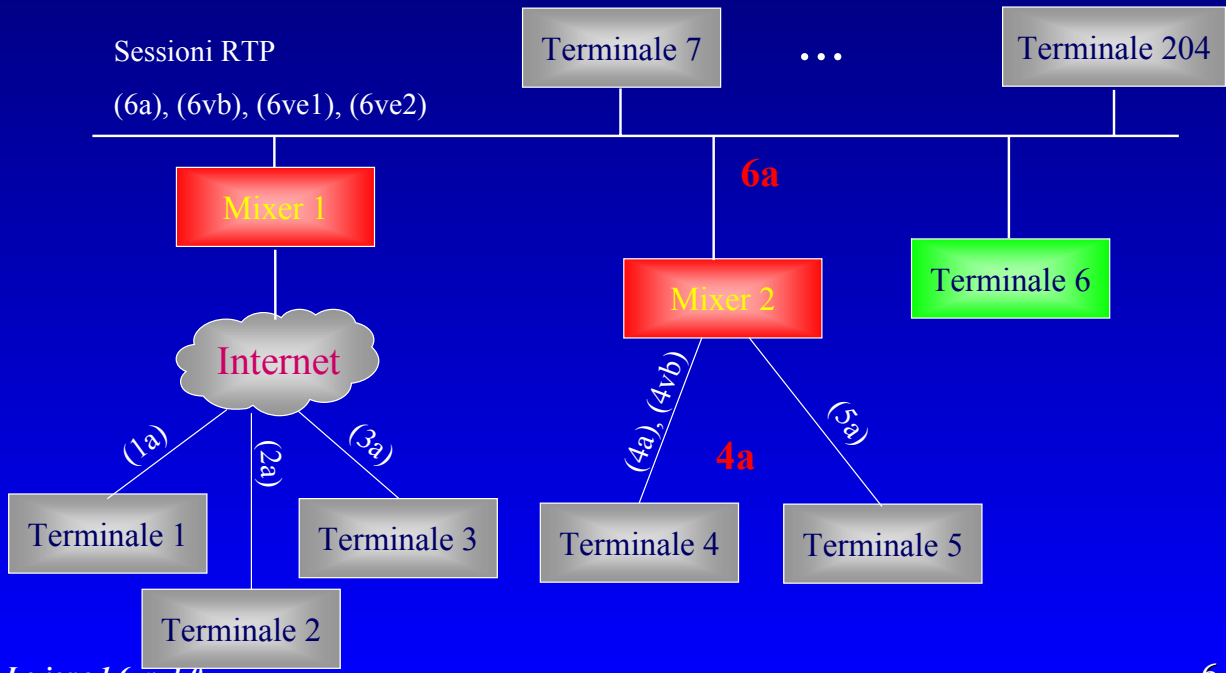 Sessioni RTP
(6a), (6vb), (6ve1), (6ve2)
Terminale 7
...
Terminale 204
6a
Mixer 1
Mixer 2
Terminale 6
Internet
(1a)
(2a)
(3a)
(4a), (4vb)
4a
(5a)
Terminale 1
Terminale 2
Terminale 3
Terminale 4
Terminale 5
6